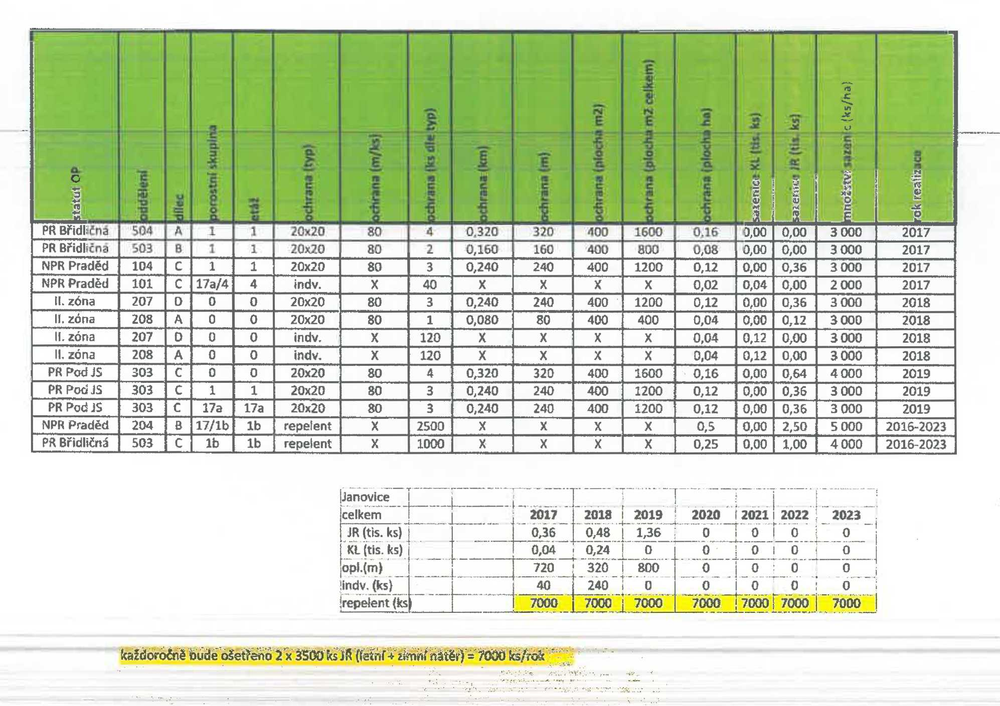 statut OP oddělení dílec porostní skupina etáž ochrana (typ) ochrana (m/ks) ochrana (ks dle typ) ochrana (km) ochrana (m) ochrana (plocha m2) ochrana (plocha m2 celkem) ochrana (plocha ha) sazenice KL (tis. ks) sazenice JR (tis. ks) množství sazenic (ks/ha) rok realizace
PR Břidličná 504 A 1 1 20x20 80 4 0,320 320 400 1600 0,16 0,00 0,00 3 000 2017
PR Břidličná 503 B 1 1 20x20 80 2 0,160 160 400 800 0,08 0,00 0,00 3 000 2017
NPR Praděd 104 C 1 1 20x20 80 3 0,240 240 400 1200 0,12 0,00 0,36 3 000 2017
NPR Praděd 101 C 17a/4 4 indv. X 40 X X X X 0,02 0,04 0,00 2 000 2017
II. zóna 207 D 0 0 20x20 80 3 0,240 240 400 1200 0,12 0,00 0,36 3 000 2018
II. zóna 208 A 0 0 20x20 80 1 0,080 80 400 400 0,04 0,00 0,12 3 000 2018
II. zóna 207 D 0 0 indv. X 120 X X X X 0,04 0,12 0,00 3 000 2018
II. zóna 208 A 0 0 indv. X 120 X X X X 0,04 0,12 0,00 3 000 2018
PR Pod JS 303 C 0 0 20x20 80 4 0,320 320 400 1600 0,16 0,00 0,64 4 000 2019
PR Pod JS 303 C 1 1 20x20 80 3 0,240 240 400 1200 0,12 0,00 0,36 3 000 2019
PR Pod JS 303 C 17a 17a 20x20 80 3 0,240 240 400 1200 0,12 0,00 0,36 3 000 2019
NPR Praděd 204 B 17/1b 1b repelent X 2500 X X X X 0,5 0,00 2,50 5 000 2016-2023
PR Břidličná 503 C 1b 1b repelent X 1000 X X X X 0,25 0,00 1,00 4 000 2016-2023
Janovice
celkem 2017 2018 2019 2020 2021 2022 2023
JR (tis. ks) 0,36 0,48 1,36 0 0 0 0
KL (tis. ks) 0,04 0,24 0 0 0 0 0
opl.(m) 720 320 800 0 0 0 0
indv. (ks) 40 240 0 0 0 0 0
repelent (ks) 7000 7000 7000 7000 7000 7000 7000
každoročně bude ošetřeno 2 x 3500 ks JŘ (letní + zimní nátěr) = 7000 ks/rok